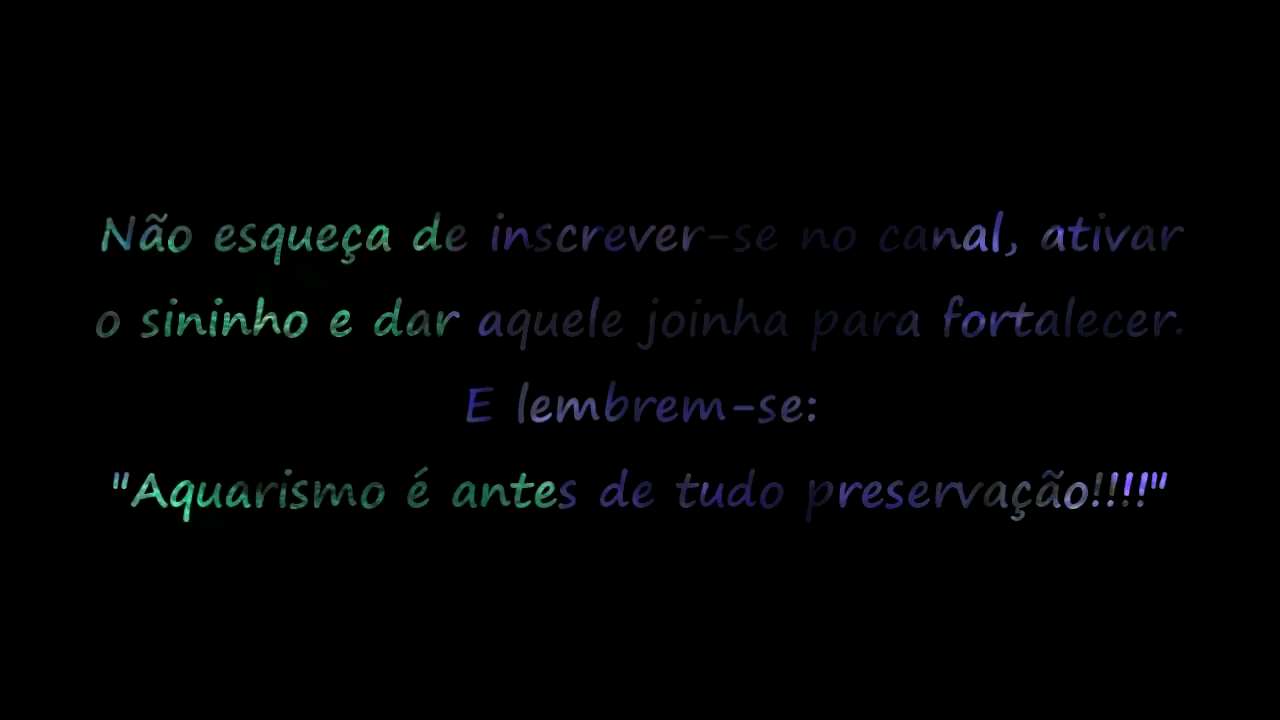 Não esqueça de inscrever-se no canal, ativar
o sininho e dar aquele joinha para fortalecer.
E lembrem-se:
"Aquarismo é antes de tudo preservação!!!!"